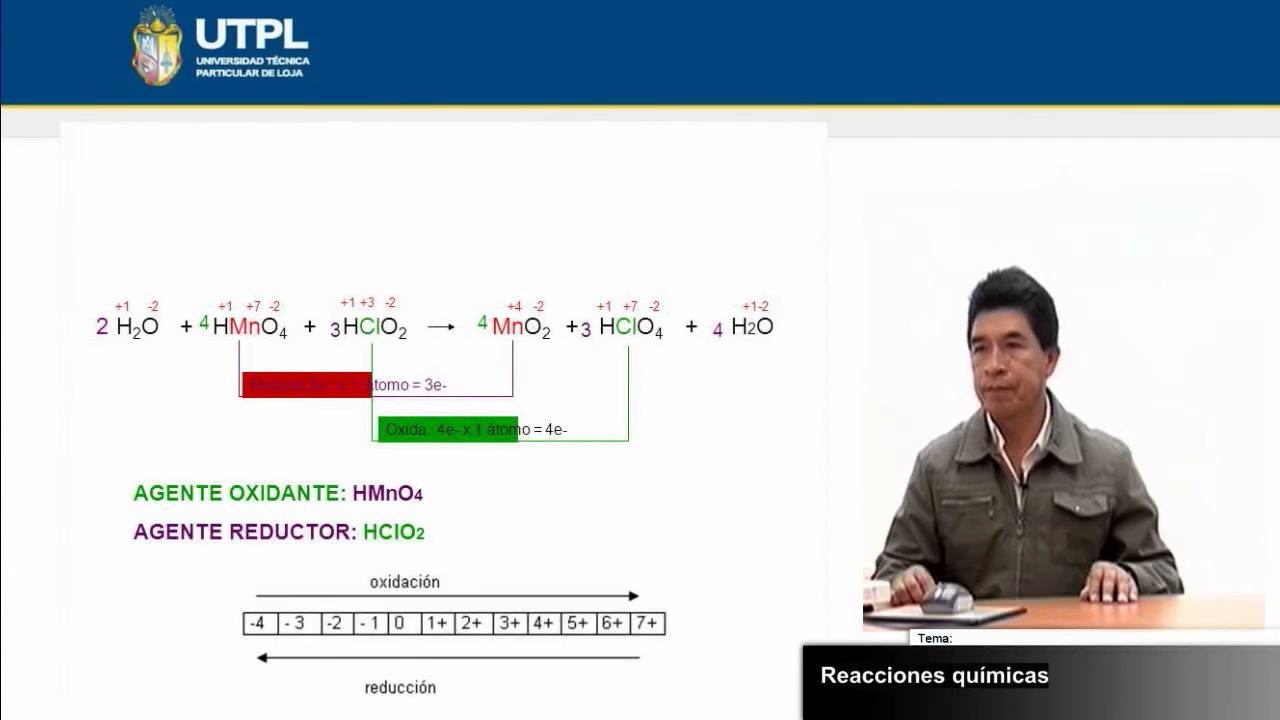 UTPL
UNIVERSIDAD TÉCNICA
PARTICULAR DE LOJA
+1 -2 +1 +7 -2 +1 +3 -2 +4 -2 +1 +7 -2 +1 -2
2 H₂O + 4 HMnO₄ + 3 HClO₂ → 4 MnO₂ + 3 HClO₄ + 4 H2O
átomo = 3e-
Oxida: 4e- x 1 átomo = 4e-
AGENTE OXIDANTE: HMnO4
AGENTE REDUCTOR: HClO2
oxidación
-4 - 3 -2 - 1 0 1+ 2+ 3+ 4+ 5+ 6+ 7+
reducción
Tema:
Reacciones químicas